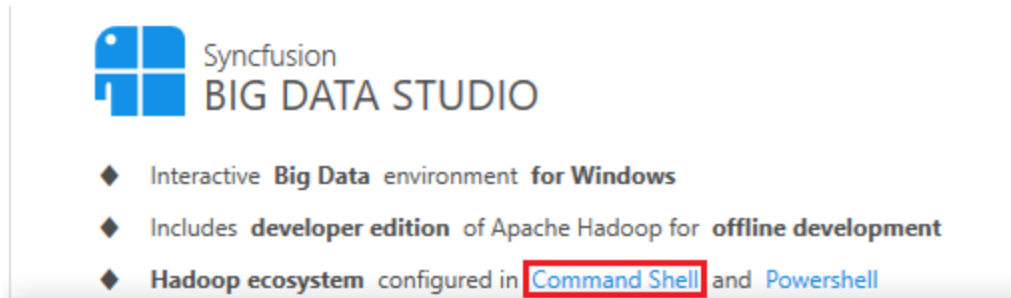 Syncfusion
BIG DATA STUDIO
Interactive Big Data environment for Windows
Includes developer edition of Apache Hadoop for offline development
Hadoop ecosystem configured in Command Shell and Powershell